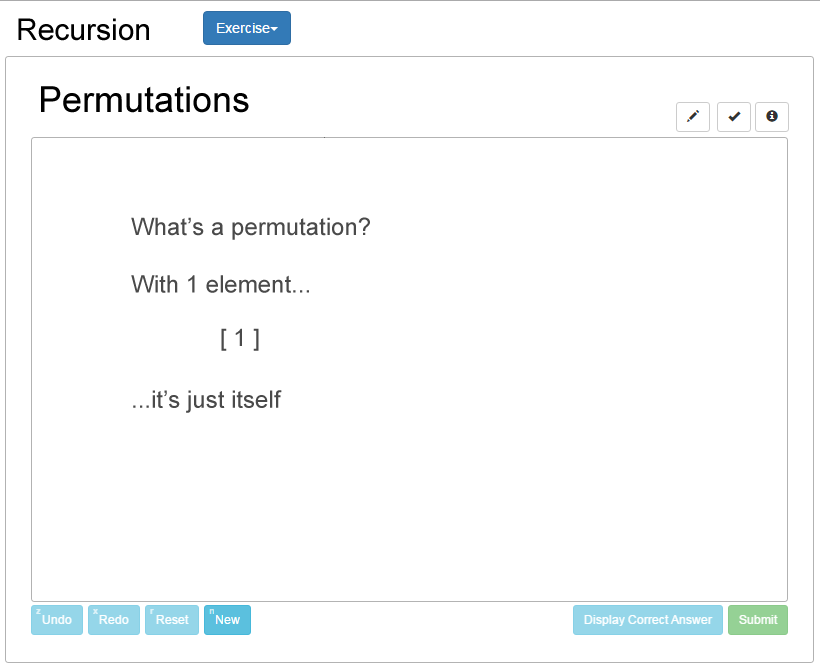 Recursion
Exercise
Permutations
What's a permutation?
With 1 element...
[ 1 ]
...it's just itself
z Undo
x Redo
r Reset
n New
Display Correct Answer
Submit